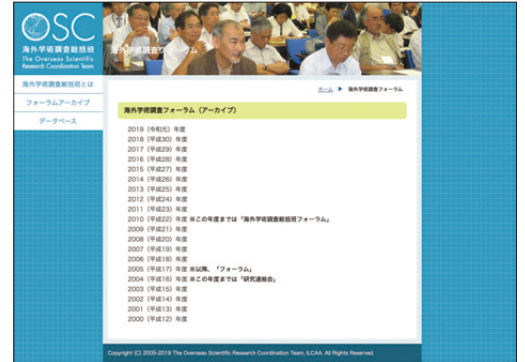 OSC
海外学術調査総括班
The Overseas Scientific
Research Coordination Team
海外学術調査フォーラム
海外学術調査総括班とは
フォーラムアーカイブ
データベース
ホーム ▶ 海外学術調査フォーラム
海外学術調査フォーラム（アーカイブ）
2019（令和元）年度
2018（平成30）年度
2017（平成29）年度
2016（平成28）年度
2015（平成27）年度
2014（平成26）年度
2013（平成25）年度
2012（平成24）年度
2011（平成23）年度
2010（平成22）年度 ※この年度までは「海外学術調査総括班フォーラム」
2009（平成21）年度
2008（平成20）年度
2007（平成19）年度
2006（平成18）年度
2005（平成17）年度 ※以降、「フォーラム」
2004（平成16）年度 ※この年度までは「研究連絡会」
2003（平成15）年度
2002（平成14）年度
2001（平成13）年度
2000（平成12）年度
Copyright (C) 2005-2019 The Overseas Scientific Research Coordination Team, ILCAA. All Rights Reserved.